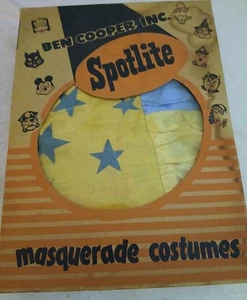 BEN COOPER INC.
Spotlite
masquerade costumes